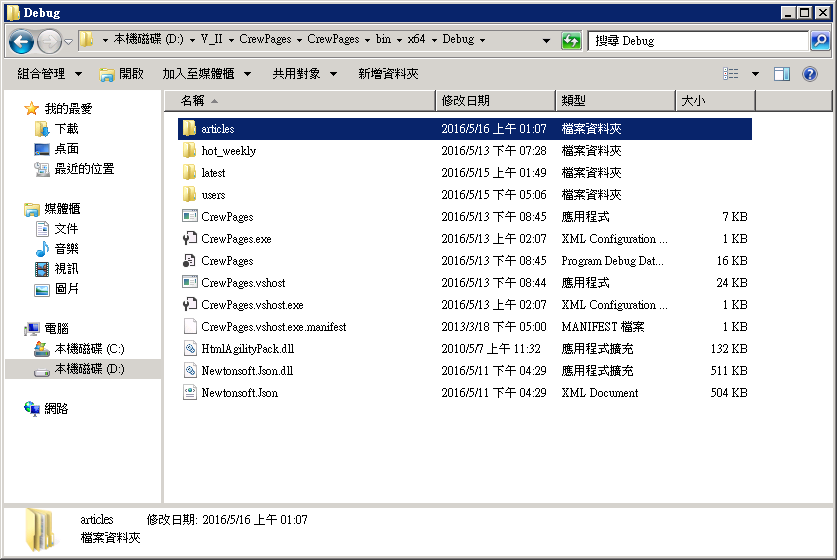 Debug
本機磁碟 (D:) V_II CrewPages CrewPages bin x64 Debug 搜尋 Debug
組合管理 開啟 加入至媒體櫃 共用對象 新增資料夾
我的最愛
下載
桌面
最近的位置
媒體櫃
文件
音樂
視訊
圖片
電腦
本機磁碟 (C:)
本機磁碟 (D:)
網路
名稱 修改日期 類型 大小
articles 2016/5/16 上午 01:07 檔案資料夾
hot_weekly 2016/5/13 下午 07:28 檔案資料夾
latest 2016/5/15 上午 01:49 檔案資料夾
users 2016/5/15 下午 05:06 檔案資料夾
CrewPages 2016/5/13 下午 08:45 應用程式 7 KB
CrewPages.exe 2016/5/13 上午 02:07 XML Configuration ... 1 KB
CrewPages 2016/5/13 下午 08:45 Program Debug Dat... 16 KB
CrewPages.vshost 2016/5/13 下午 08:44 應用程式 24 KB
CrewPages.vshost.exe 2016/5/13 上午 02:07 XML Configuration ... 1 KB
CrewPages.vshost.exe.manifest 2013/3/18 下午 05:00 MANIFEST 檔案 1 KB
HtmlAgilityPack.dll 2010/5/7 上午 11:32 應用程式擴充 132 KB
Newtonsoft.Json.dll 2016/5/11 下午 04:29 應用程式擴充 511 KB
Newtonsoft.Json 2016/5/11 下午 04:29 XML Document 504 KB
articles 修改日期: 2016/5/16 上午 01:07
檔案資料夾